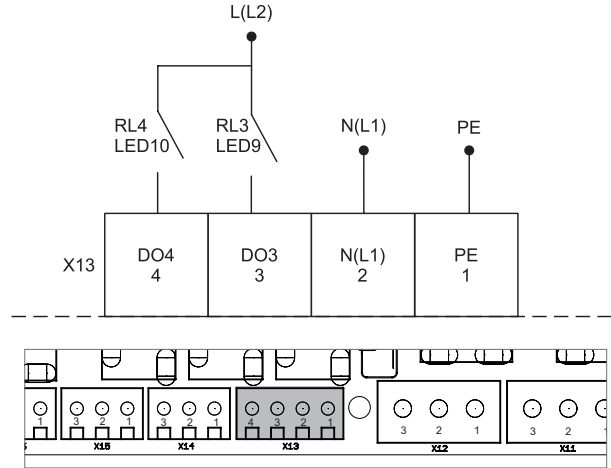 L(L2)
RL4
LED10
RL3
LED9
N(L1)
PE
X13
DO4
4
DO3
3
N(L1)
2
PE
1
1
3 2 1
3 2 1
4 3 2 1
3 2 1
3 2 1
X15
X14
X13
X12
X11